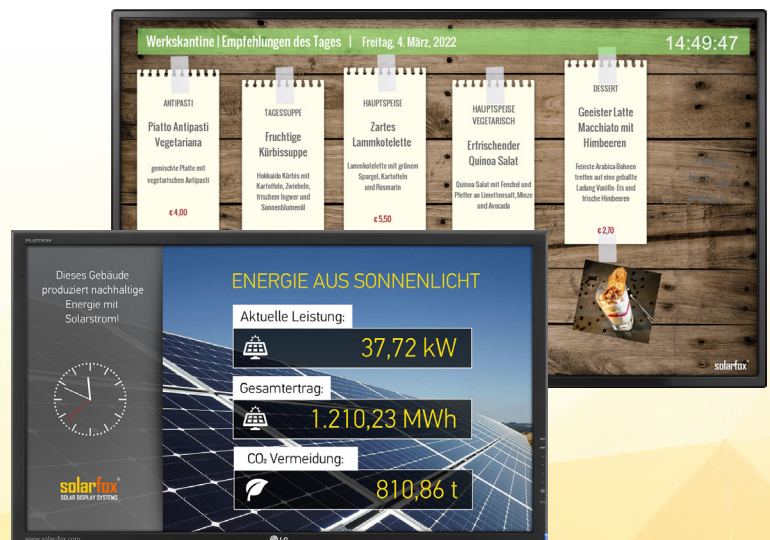 Werkskantine | Empfehlungen des Tages | Freitag, 4. März, 2022
14:49:47
ANTIPASTI
Piatto Antipasti
Vegetariana
gemischte Platte mit
vegetarischen Antipasti
€ 4,00
TAGESSUPPE
Fruchtige
Kürbissuppe
Hokkaido Kürbis mit
Kartoffeln, Zwiebeln,
frischem Ingwer und
Sonnenblumenöl
HAUPTSPEISE
Zartes
Lammkotelette
Lammkotelette mit grünem
Spargel, Kartoffeln
und Rosmarin
€ 5,50
HAUPTSPEISE
VEGETARISCH
Erfrischender
Quinoa Salat
Quinoa Salat mit Fenchel und
Pfeffer an Limettensaft, Minze
und Avocado
DESSERT
Geeister Latte
Macchiato mit
Himbeeren
Feinste Arabica-Bohnen
treffen auf eine geballte
Ladung Vanille-Eis und
frische Himbeeren
€ 2,70
solarfox
FLATRON
Dieses Gebäude
produziert nachhaltige
Energie mit
Solarstrom!
solarfox
SOLAR DISPLAY SYSTEMS
ENERGIE AUS SONNENLICHT
Aktuelle Leistung:
37,72 kW
Gesamtertrag:
1.210,23 MWh
CO₂ Vermeidung:
810,86 t
www.solar-fox.com
LG